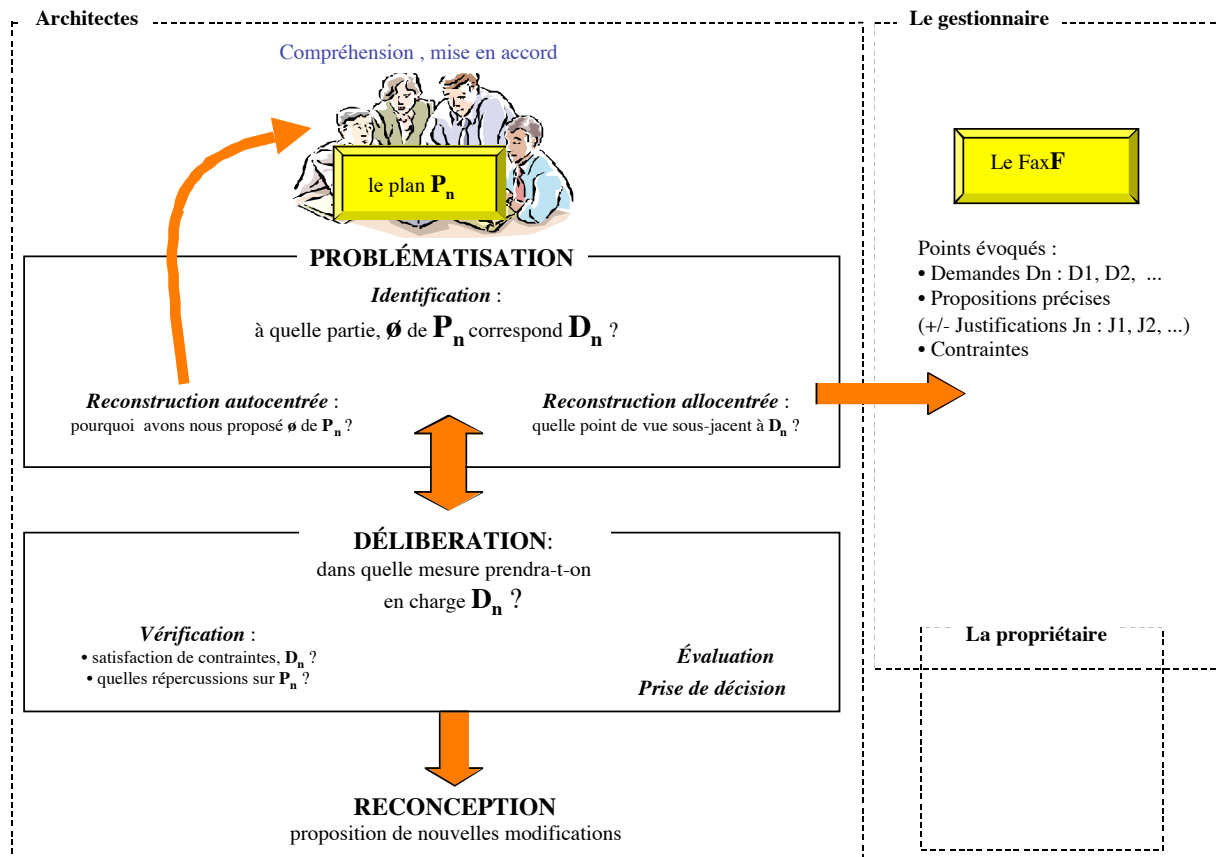 Architectes
Compréhension , mise en accord
le plan Pn
PROBLÉMATISATION
Identification :
à quelle partie, ø de Pn correspond Dn ?
Reconstruction autocentrée :
pourquoi avons nous proposé ø de Pn ?
Reconstruction allocentrée :
quelle point de vue sous-jacent à Dn ?
DÉLIBERATION:
dans quelle mesure prendra-t-on
en charge Dn ?
Vérification :
• satisfaction de contraintes, Dn ?
• quelles répercussions sur Pn ?
Évaluation
Prise de décision
RECONCEPTION
proposition de nouvelles modifications
Le gestionnaire
Le FaxF
Points évoqués :
• Demandes Dn : D1, D2, ...
• Propositions précises
(+/- Justifications Jn : J1, J2, ...)
• Contraintes
La propriétaire